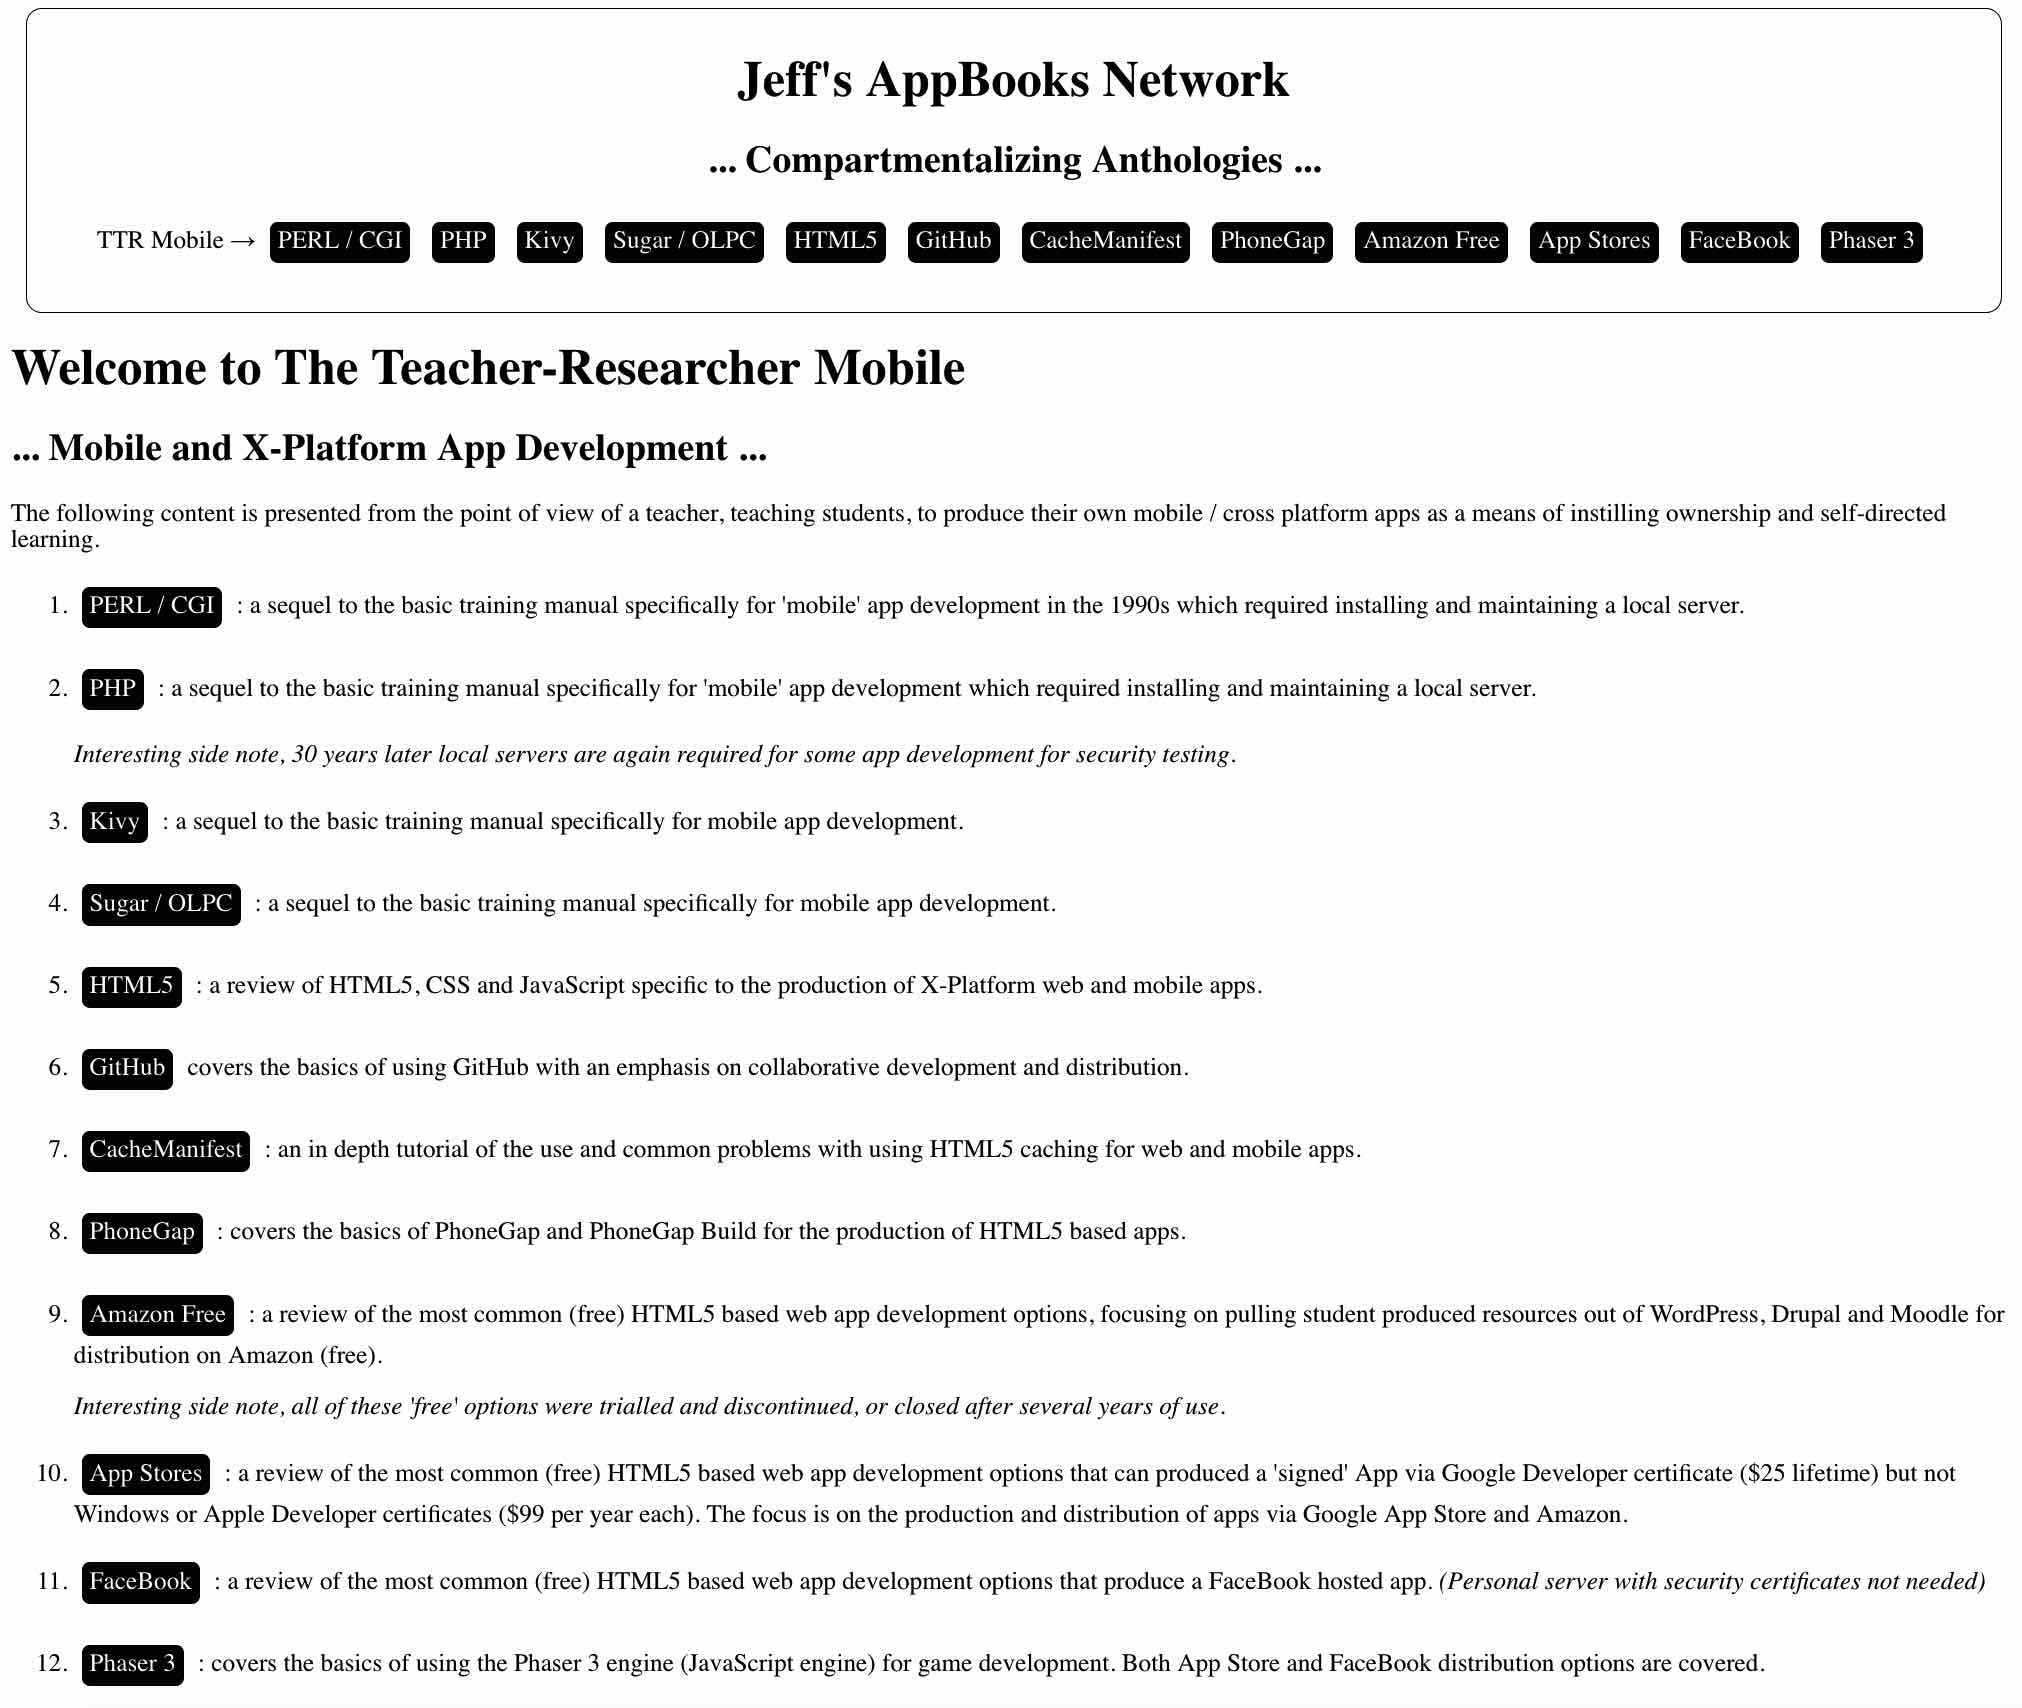 Jeff's AppBooks Network
... Compartmentalizing Anthologies ...
TTR Mobile → PERL / CGI PHP Kivy Sugar / OLPC HTML5 GitHub CacheManifest PhoneGap Amazon Free App Stores FaceBook Phaser 3
Welcome to The Teacher-Researcher Mobile
... Mobile and X-Platform App Development ...
The following content is presented from the point of view of a teacher, teaching students, to produce their own mobile / cross platform apps as a means of instilling ownership and self-directed
learning.
1. PERL / CGI : a sequel to the basic training manual specifically for 'mobile' app development in the 1990s which required installing and maintaining a local server.
2. PHP : a sequel to the basic training manual specifically for 'mobile' app development which required installing and maintaining a local server.
Interesting side note, 30 years later local servers are again required for some app development for security testing.
3. Kivy : a sequel to the basic training manual specifically for mobile app development.
4. Sugar / OLPC : a sequel to the basic training manual specifically for mobile app development.
5. HTML5 : a review of HTML5, CSS and JavaScript specific to the production of X-Platform web and mobile apps.
6. GitHub covers the basics of using GitHub with an emphasis on collaborative development and distribution.
7. CacheManifest : an in depth tutorial of the use and common problems with using HTML5 caching for web and mobile apps.
8. PhoneGap : covers the basics of PhoneGap and PhoneGap Build for the production of HTML5 based apps.
9. Amazon Free : a review of the most common (free) HTML5 based web app development options, focusing on pulling student produced resources out of WordPress, Drupal and Moodle for
distribution on Amazon (free).
Interesting side note, all of these 'free' options were trialled and discontinued, or closed after several years of use.
10. App Stores : a review of the most common (free) HTML5 based web app development options that can produced a 'signed' App via Google Developer certificate ($25 lifetime) but not
Windows or Apple Developer certificates ($99 per year each). The focus is on the production and distribution of apps via Google App Store and Amazon.
11. FaceBook : a review of the most common (free) HTML5 based web app development options that produce a FaceBook hosted app. (Personal server with security certificates not needed)
12. Phaser 3 : covers the basics of using the Phaser 3 engine (JavaScript engine) for game development. Both App Store and FaceBook distribution options are covered.